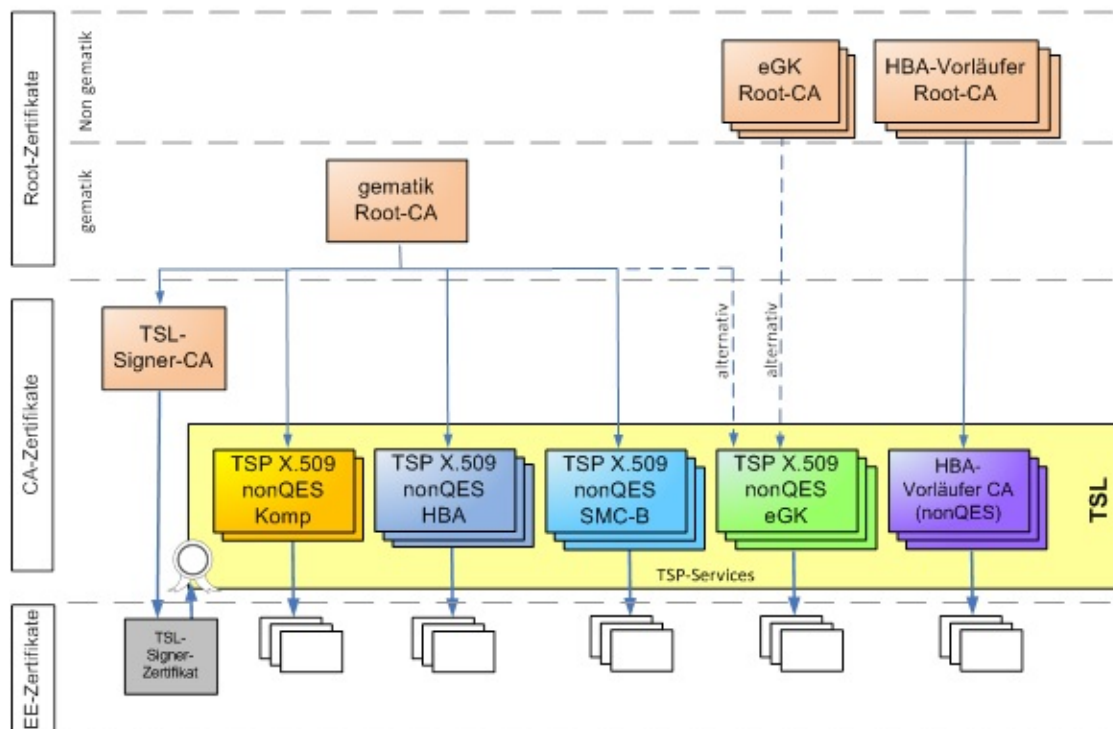 Root-Zertifikate
Non gematik
eGK
Root-CA
HBA-Vorläufer
Root-CA
gematik
gematik
Root-CA
CA-Zertifikate
TSL-
Signer-CA
alternativ
alternativ
TSP X.509
nonQES
Komp
TSP X.509
nonQES
HBA
TSP X.509
nonQES
SMC-B
TSP X.509
nonQES
eGK
HBA-
Vorläufer CA
(nonQES)
TSL
TSP-Services
EE-Zertifikate
TSL-
Signer-
Zertifikat